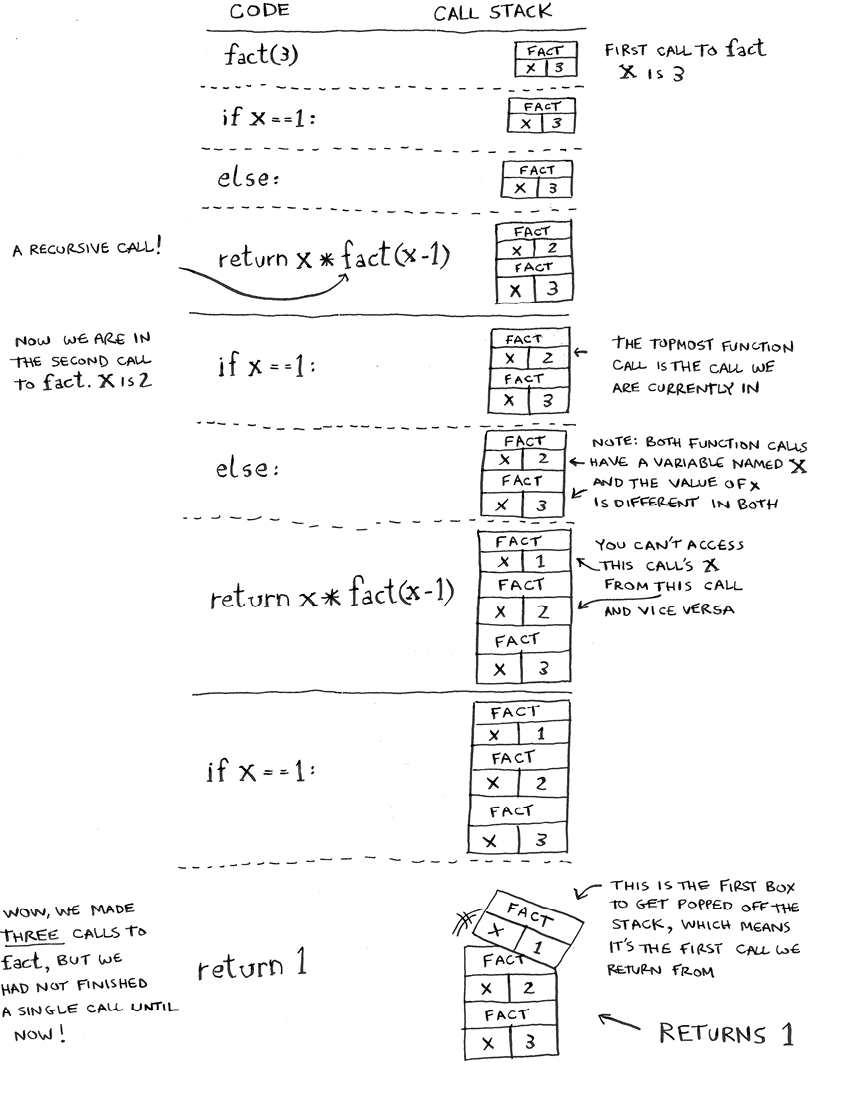 CODE CALL STACK
fact(3)
FACT
X 3
FIRST CALL TO fact
X IS 3
if x==1:
FACT
X 3
else:
FACT
X 3
A RECURSIVE CALL!
return x * fact(x-1)
FACT
X 2
FACT
X 3
NOW WE ARE IN
THE SECOND CALL
TO fact. X IS 2
if x==1:
FACT
X 2
FACT
X 3
THE TOPMOST FUNCTION
CALL IS THE CALL WE
ARE CURRENTLY IN
else:
FACT
X 2
FACT
X 3
NOTE: BOTH FUNCTION CALLS
HAVE A VARIABLE NAMED X
AND THE VALUE OF X
IS DIFFERENT IN BOTH
return x * fact(x-1)
FACT
X 1
FACT
X 2
FACT
X 3
YOU CAN'T ACCESS
THIS CALL'S X
FROM THIS CALL
AND VICE VERSA
if x==1:
FACT
X 1
FACT
X 2
FACT
X 3
WOW, WE MADE
THREE CALLS TO
fact, BUT WE
HAD NOT FINISHED
A SINGLE CALL UNTIL
NOW!
return 1
FACT
X 1
FACT
X 2
FACT
X 3
THIS IS THE FIRST BOX
TO GET POPPED OFF THE
STACK, WHICH MEANS
IT'S THE FIRST CALL WE
RETURN FROM
RETURNS 1